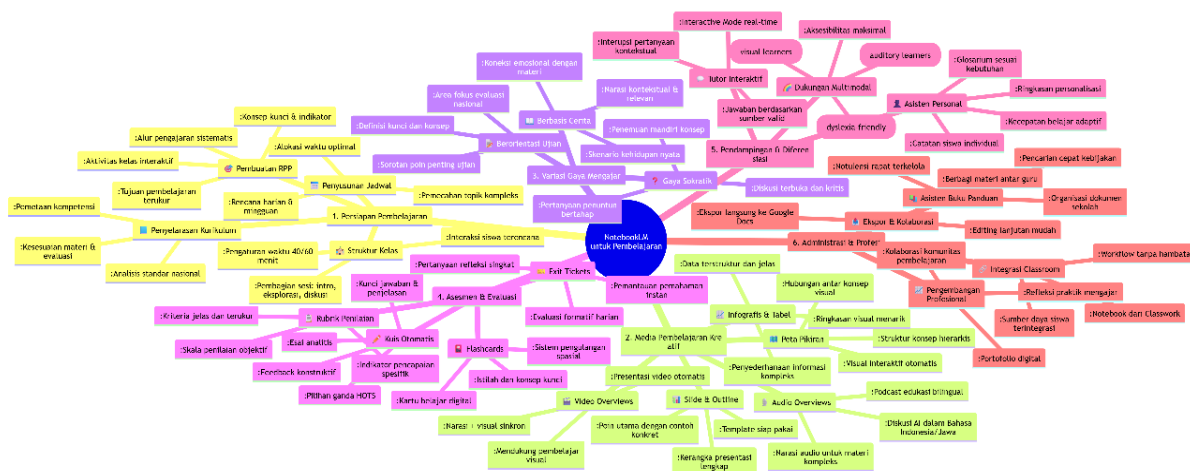 NotebookLM
untuk Pembelajaran
1. Persiapan Pembelajaran
Pembuatan RPP
:Konsep kunci & indikator
:Alur pengajaran sistematis
:Aktivitas kelas interaktif
:Tujuan pembelajaran
terukur
Penyusunan Jadwal
:Alokasi waktu optimal
:Pemecahan topik kompleks
:Rencana harian &
mingguan
Penyelarasan Kurikulum
:Pemetaan kompetensi
:Kesesuaian materi &
evaluasi
:Analisis standar nasional
Struktur Kelas
:Interaksi siswa terencana
:Pengaturan waktu 40/60
menit
:Pembagian sesi: intro,
eksplorasi, diskusi
2. Media Pembelajaran Kre
atif
Infografis & Tabel
:Data terstruktur dan jelas
:Ringkasan visual menarik
:Penyederhanaan informasi
kompleks
Peta Pikiran
:Hubungan antar konsep
visual
:Struktur konsep hierarkis
:Visual interaktif otomatis
Video Overviews
:Presentasi video otomatis
:Narasi + visual sinkron
:Mendukung pembelajar
visual
Slide & Outline
:Poin utama dengan contoh
konkret
:Template siap pakai
:Kerangka presentasi
lengkap
Audio Overviews
:Podcast edukasi bilingual
:Diskusi AI dalam Bahasa
Indonesia/Jawa
:Narasi audio untuk materi
kompleks
3. Variasi Gaya Mengajar
Berbasis Cerita
:Koneksi emosional dengan
materi
:Narasi kontekstual &
relevan
:Skenario kehidupan nyata
Berorientasi Ujian
:Area fokus evaluasi
nasional
:Definisi kunci dan konsep
:Sorotan poin penting ujian
Gaya Sokratik
:Penemuan mandiri konsep
:Diskusi terbuka dan kritis
:Pertanyaan penuntun
bertahap
4. Asesmen & Evaluasi
Exit Tickets
:Pertanyaan refleksi singkat
:Pemantauan pemahaman
instan
:Evaluasi formatif harian
Rubrik Penilaian
:Kriteria jelas dan terukur
:Skala penilaian objektif
:Indikator pencapaian
spesifik
Kuis Otomatis
:Kunci jawaban &
penjelasan
:Esai analitis
:Feedback konstruktif
:Pilihan ganda HOTS
Flashcards
:Sistem pengulangan
spasial
:Istilah dan konsep kunci
:Kartu belajar digital
5. Pendampingan & Diferen
siasi
Tutor Interaktif
:Interactive Mode real-time
:Interupsi pertanyaan
kontekstual
:Jawaban berdasarkan
sumber valid
Dukungan Multimodal
visual learners
:Aksesibilitas maksimal
auditory learners
dyslexia-friendly
Asisten Personal
:Glosarium sesuai
kebutuhan
:Ringkasan personalisasi
:Kecepatan belajar adaptif
:Catatan siswa individual
6. Administrasi & Profesi
Asisten Buku Panduan
:Notulensi rapat terkelola
:Pencarian cepat kebijakan
:Organisasi dokumen
sekolah
Ekspor & Kolaborasi
:Berbagi materi antar guru
:Ekspor langsung ke Google
Docs
:Editing lanjutan mudah
Integrasi Classroom
:Workflow tanpa hambatan
:Notebook dari Classwork
:Sumber daya siswa
terintegrasi
Pengembangan
Profesional
:Kolaborasi komunitas
pembelajaran
:Refleksi praktik mengajar
:Portofolio digital